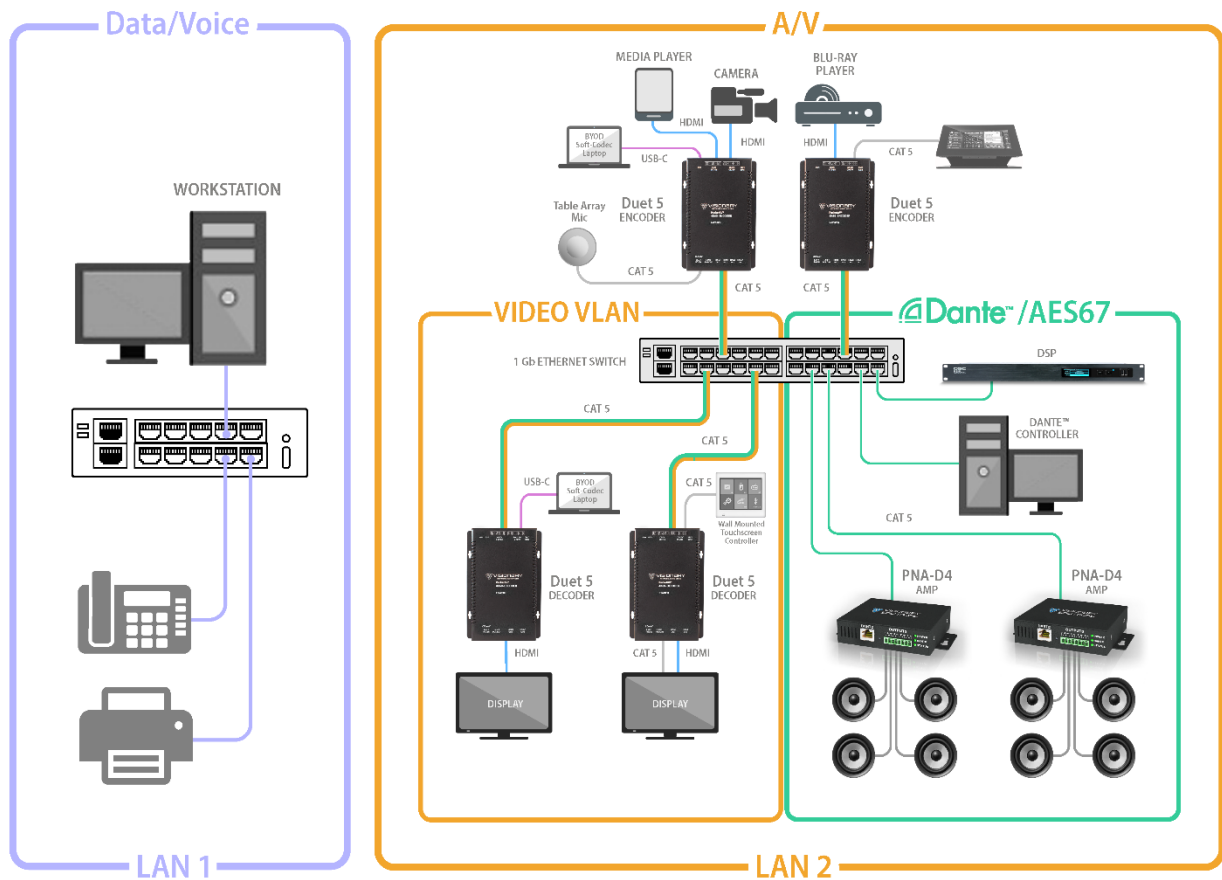 Data/Voice
A/V
MEDIA PLAYER
CAMERA
BLU-RAY
PLAYER
HDMI
HDMI
HDMI
CAT 5
BYOD
Soft-Codec
Laptop
USB-C
WORKSTATION
Duet 5
ENCODER
Duet 5
ENCODER
Table Array
Mic
CAT 5
CAT 5
CAT 5
VIDEO VLAN
Dante™/AES67
1 Gb ETHERNET SWITCH
DSP
CAT 5
CAT 5
DANTE™
CONTROLLER
USB-C
BYOD
Soft-Codec
Laptop
CAT 5
Wall Mounted
Touchscreen
Controller
CAT 5
Duet 5
DECODER
Duet 5
DECODER
PNA-D4
AMP
PNA-D4
AMP
HDMI
CAT 5
HDMI
DISPLAY
DISPLAY
LAN 1
LAN 2